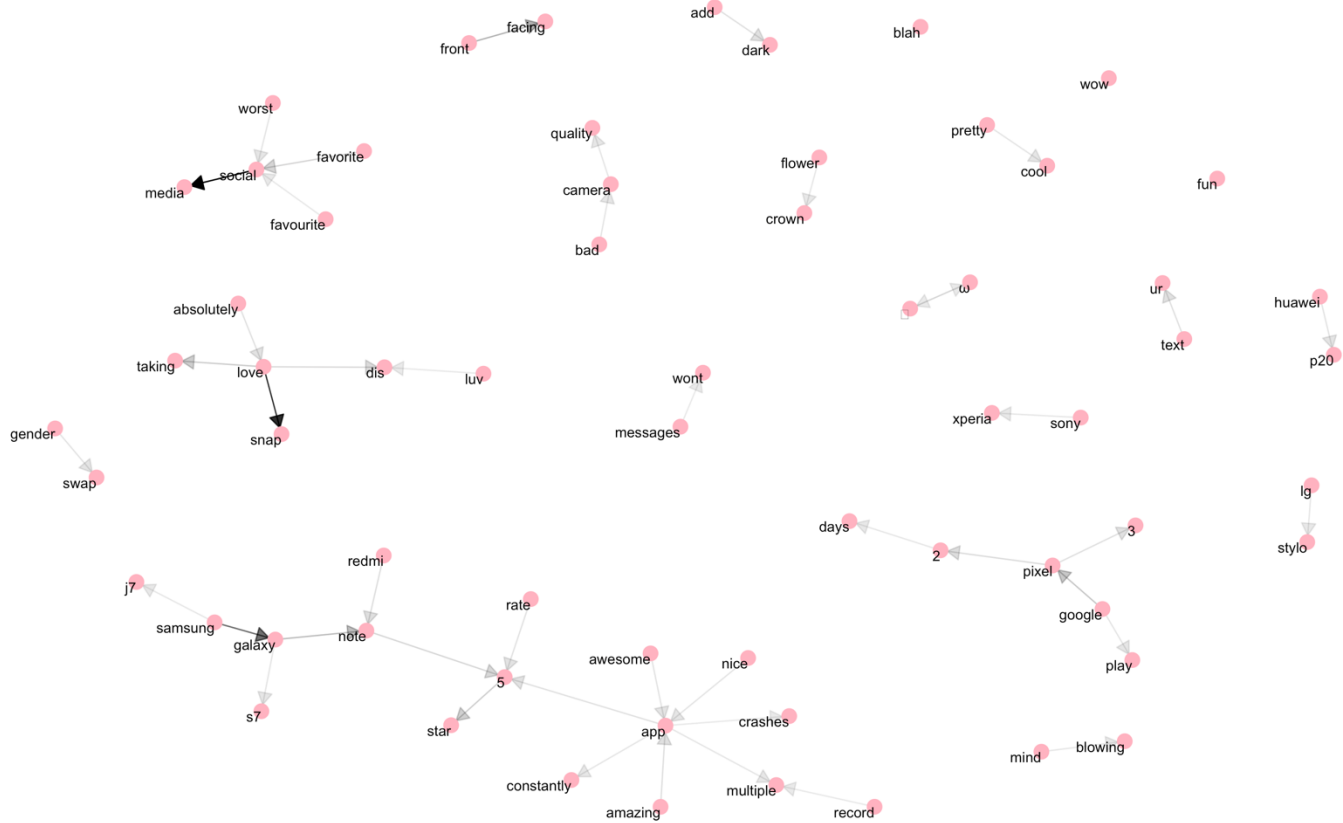 add
facing
front
dark
blah
wow
worst
quality
pretty
favorite
flower
social
cool
media
camera
fun
crown
favourite
bad
ω
ur
absolutely
huawei
text
taking
love
dis
luv
wont
p20
xperia
sony
gender
messages
snap
swap
lg
days
3
2
stylo
redmi
pixel
j7
rate
google
samsung
galaxy
note
awesome
nice
play
5
s7
star
app
crashes
mind
blowing
constantly
multiple
amazing
record